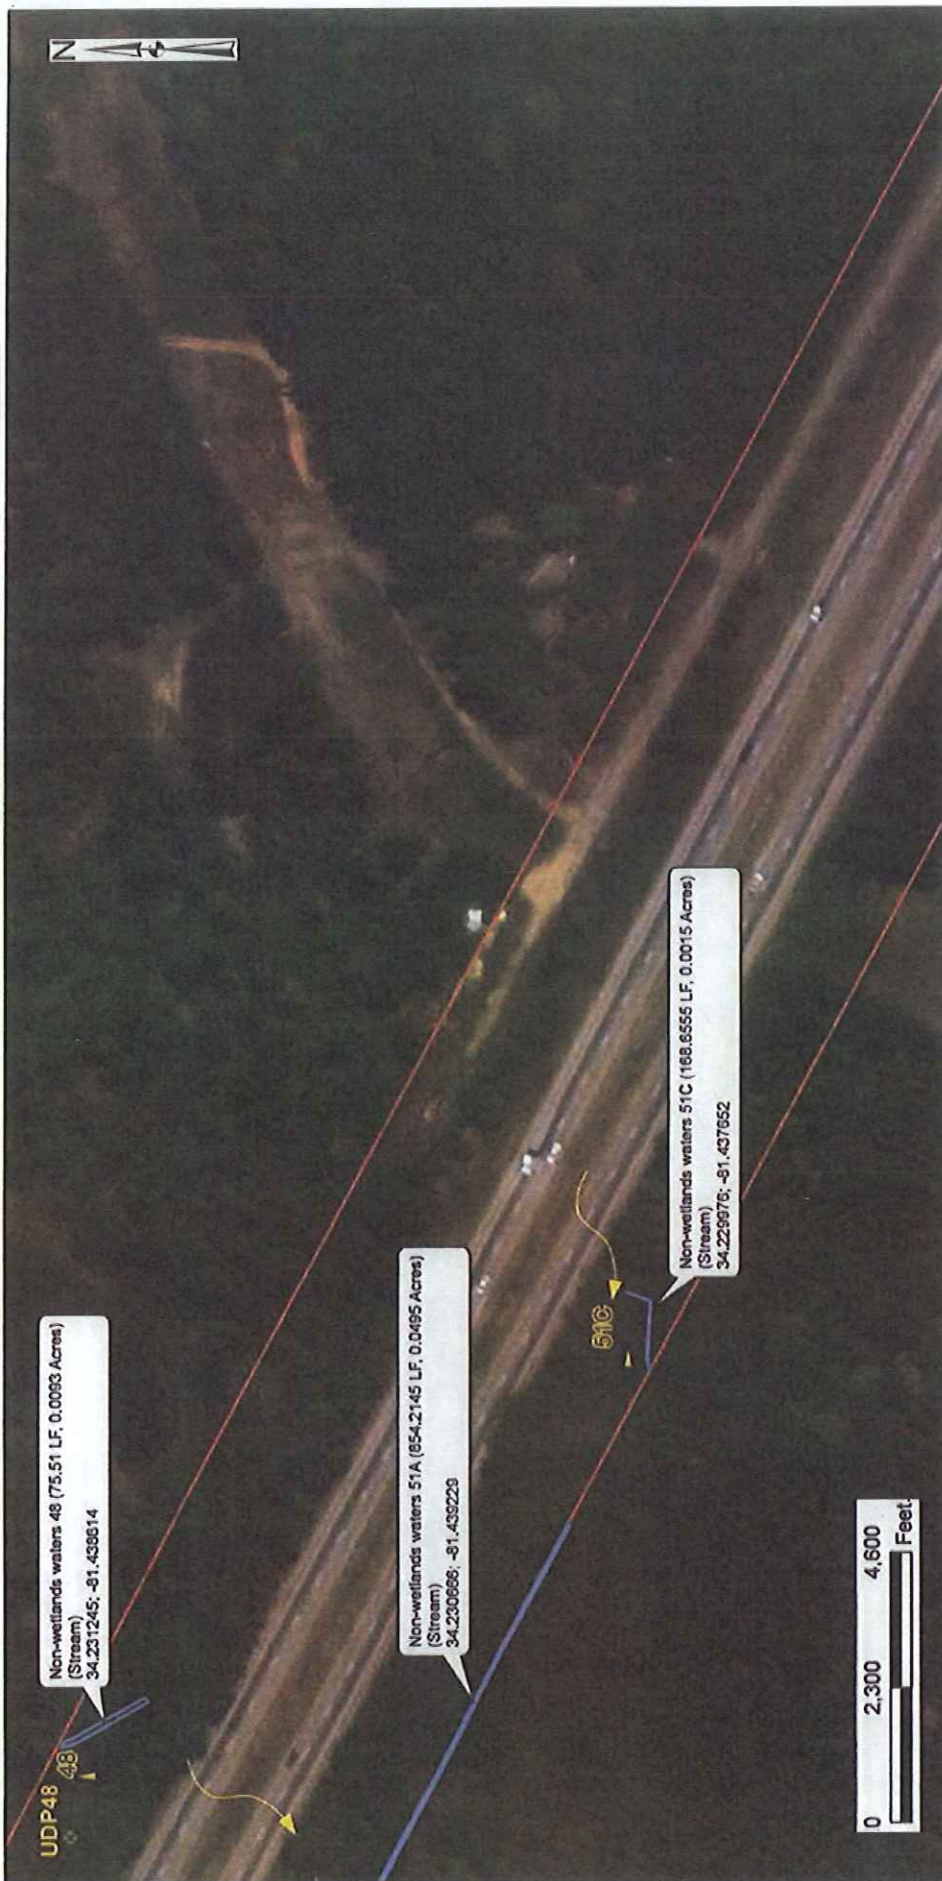 N
UDP48
48
Non-wetlands waters 48 (75.51 LF, 0.0093 Acres)
(Stream)
34.231245; -81.438614
Non-wetlands waters 51A (854.2145 LF, 0.0495 Acres)
(Stream)
34.230666; -81.439229
51C
Non-wetlands waters 51C (168.6555 LF, 0.0015 Acres)
(Stream)
34.229976; -81.437652
0 2,300 4,600
Feet